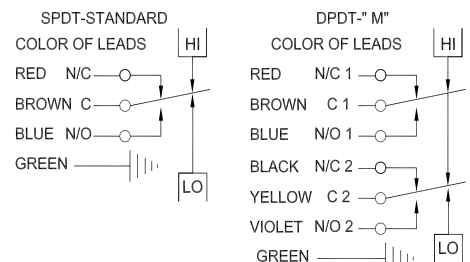 SPDT-STANDARD
COLOR OF LEADS HI
RED N/C
BROWN C
BLUE N/O
GREEN
LO
DPDT-" M"
COLOR OF LEADS HI
RED N/C 1
BROWN C 1
BLUE N/O 1
BLACK N/C 2
YELLOW C 2
VIOLET N/O 2
GREEN LO